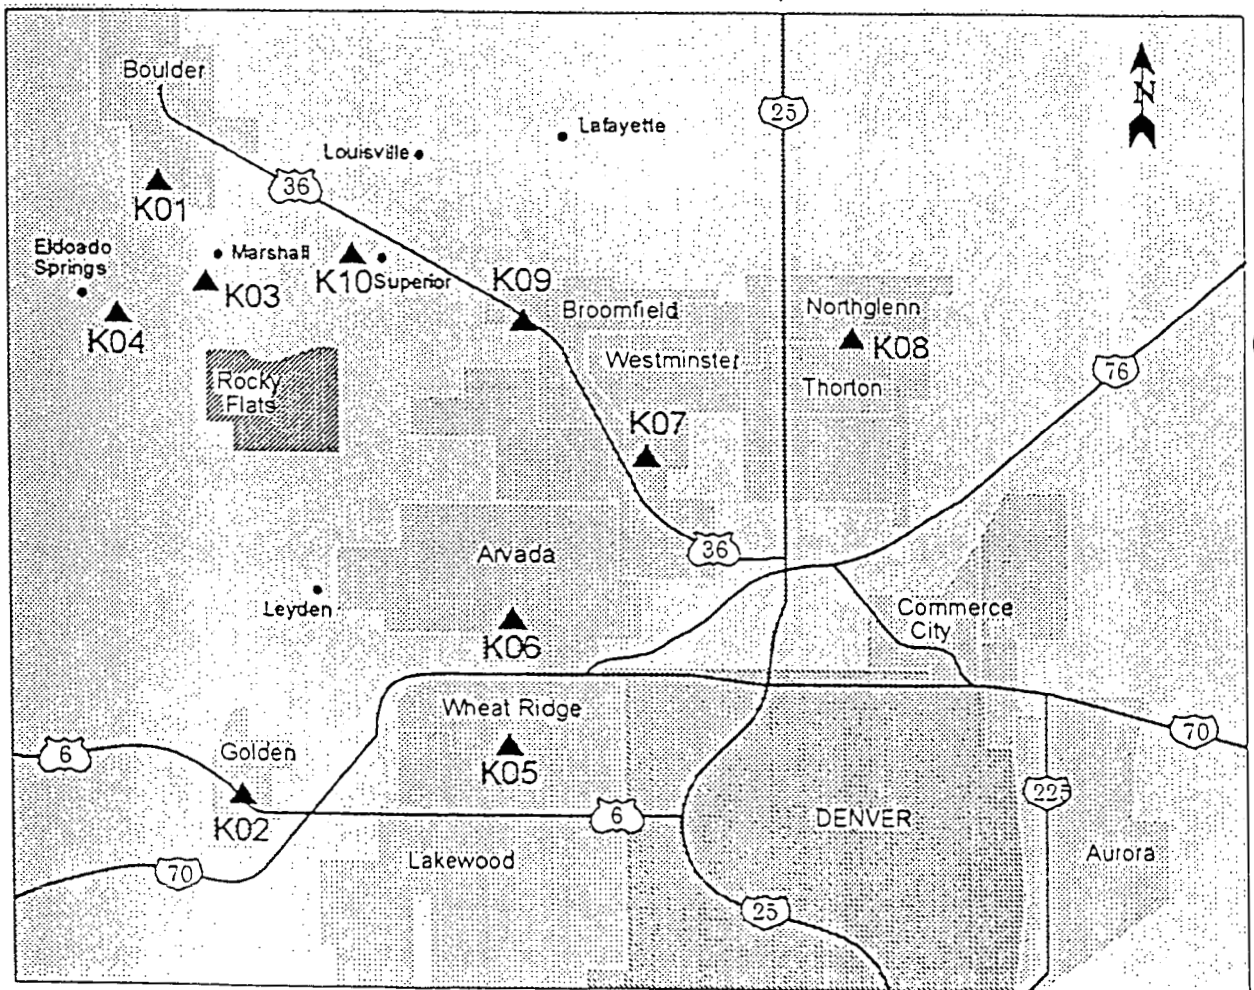 Boulder
25
Lafayette
N
Louisville
36
K01
Eldoado
Springs
Marshall
K10
Superior
K09
K03
K04
Broomfield
Northglenn
K08
Westminster
76
Thorton
Rocky
Flats
K07
Arvada
36
Leyden
Commerce
City
K06
Wheat Ridge
70
6
Golden
K05
225
K02
6
DENVER
Lakewood
Aurora
70
25